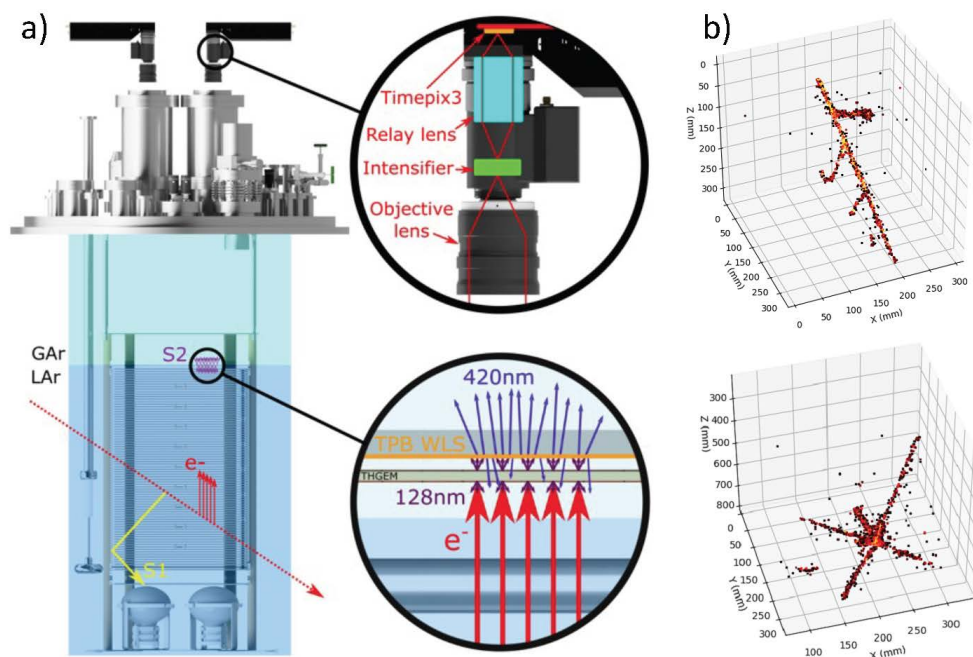 a)
Timepix3
Relay lens
Intensifier
Objective
lens
GAr
LAr
S2
e-
S1
420nm
TPB WLS
THGEM
128nm
e-
b)
0
50
100
150
200
250
300
Z (mm)
0
50
100
150
200
250
300
Y (mm)
0
50
100
150
200
250
300
X (mm)
300
400
500
600
700
800
Z (mm)
0
50
100
150
200
250
300
Y (mm)
100
150
200
250
300
X (mm)